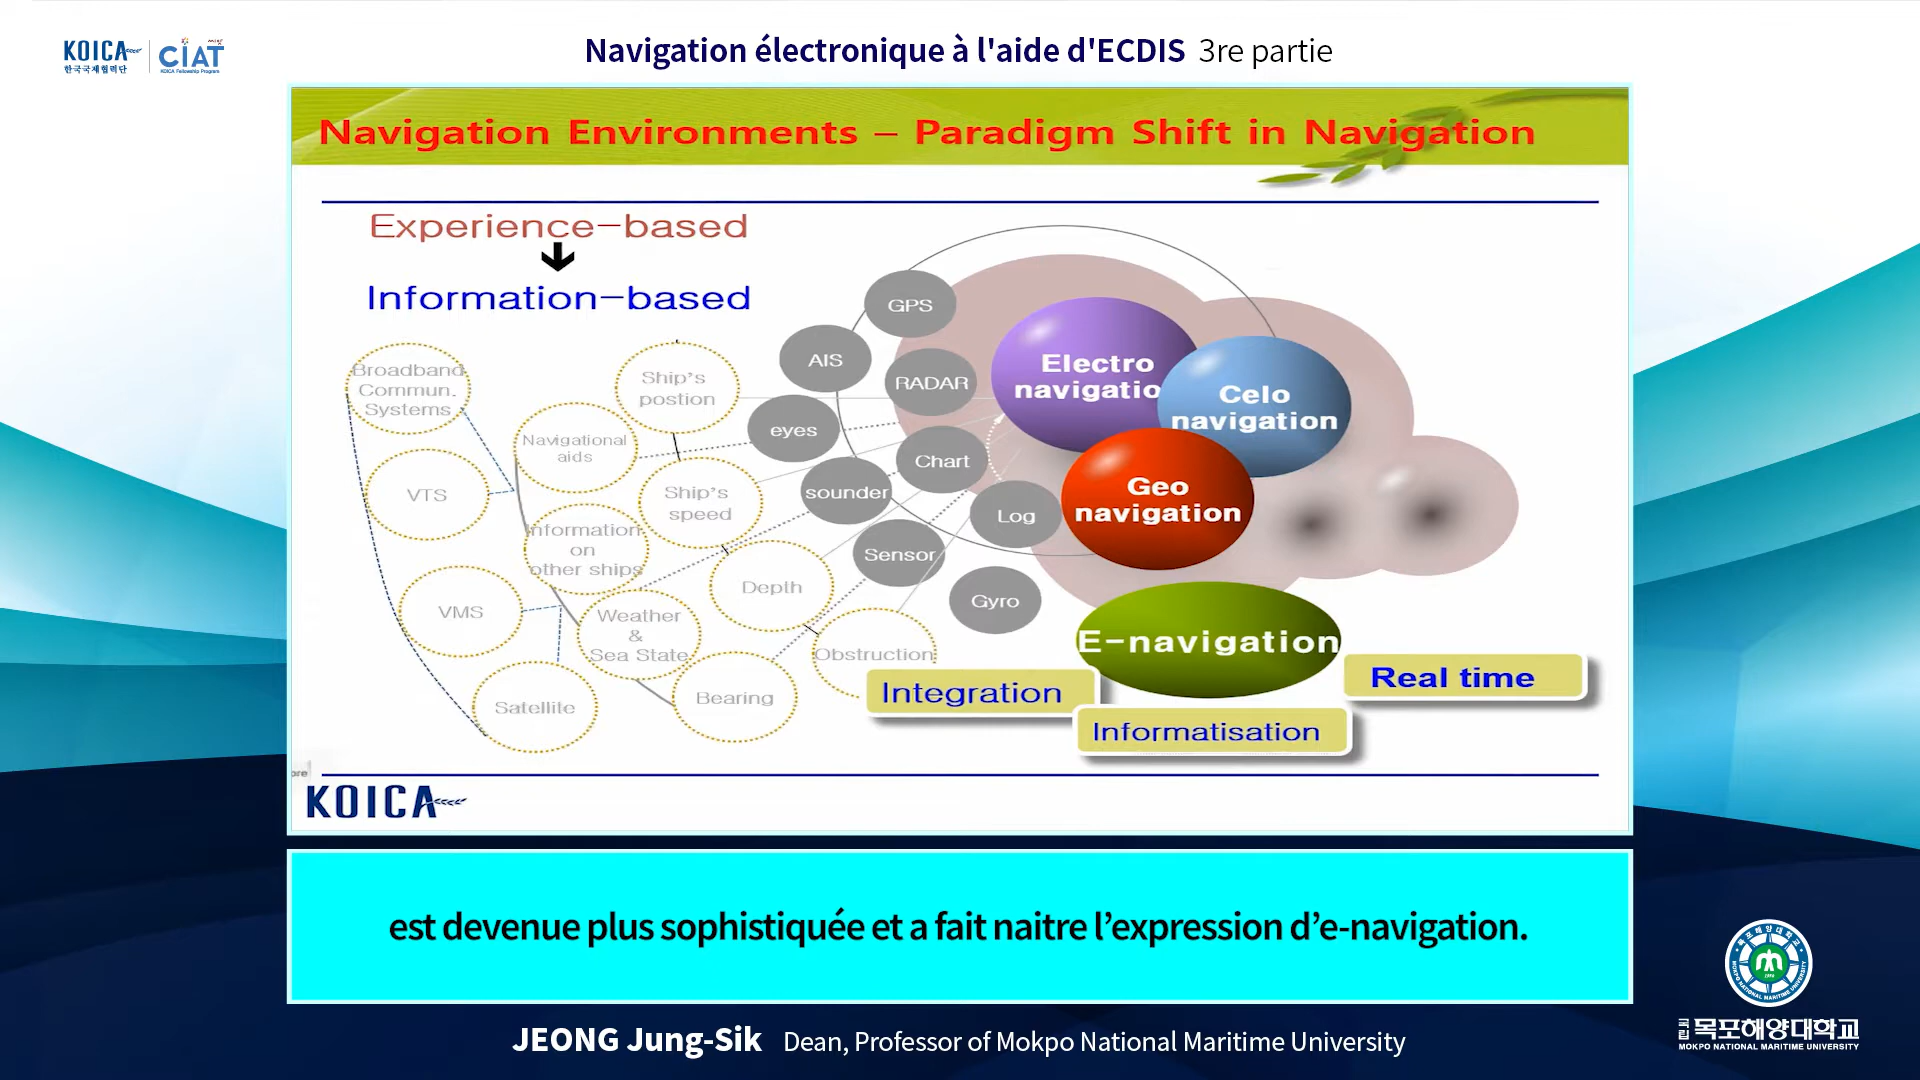 KOICA
한국국제협력단
CIAT
KOICA Fellowship Program
Navigation électronique à l'aide d'ECDIS 3re partie
Navigation Environments – Paradigm Shift in Navigation
Experience-based
Information-based
Broadband
Commun.
Systems
VTS
VMS
Satellite
Navigational
aids
Information
on
other ships
Weather
&
Sea State
Bearing
Ship's
postion
Ship's
speed
Depth
Obstruction
GPS
AIS
RADAR
eyes
Chart
sounder
Log
Sensor
Gyro
Electro
navigatio
Celo
navigation
Geo
navigation
E-navigation
Integration
Informatisation
Real time
KOICA
est devenue plus sophistiquée et a fait naitre l’expression d’e-navigation.
JEONG Jung-Sik Dean, Professor of Mokpo National Maritime University
국립 목포해양대학교
MOKPO NATIONAL MARITIME UNIVERSITY